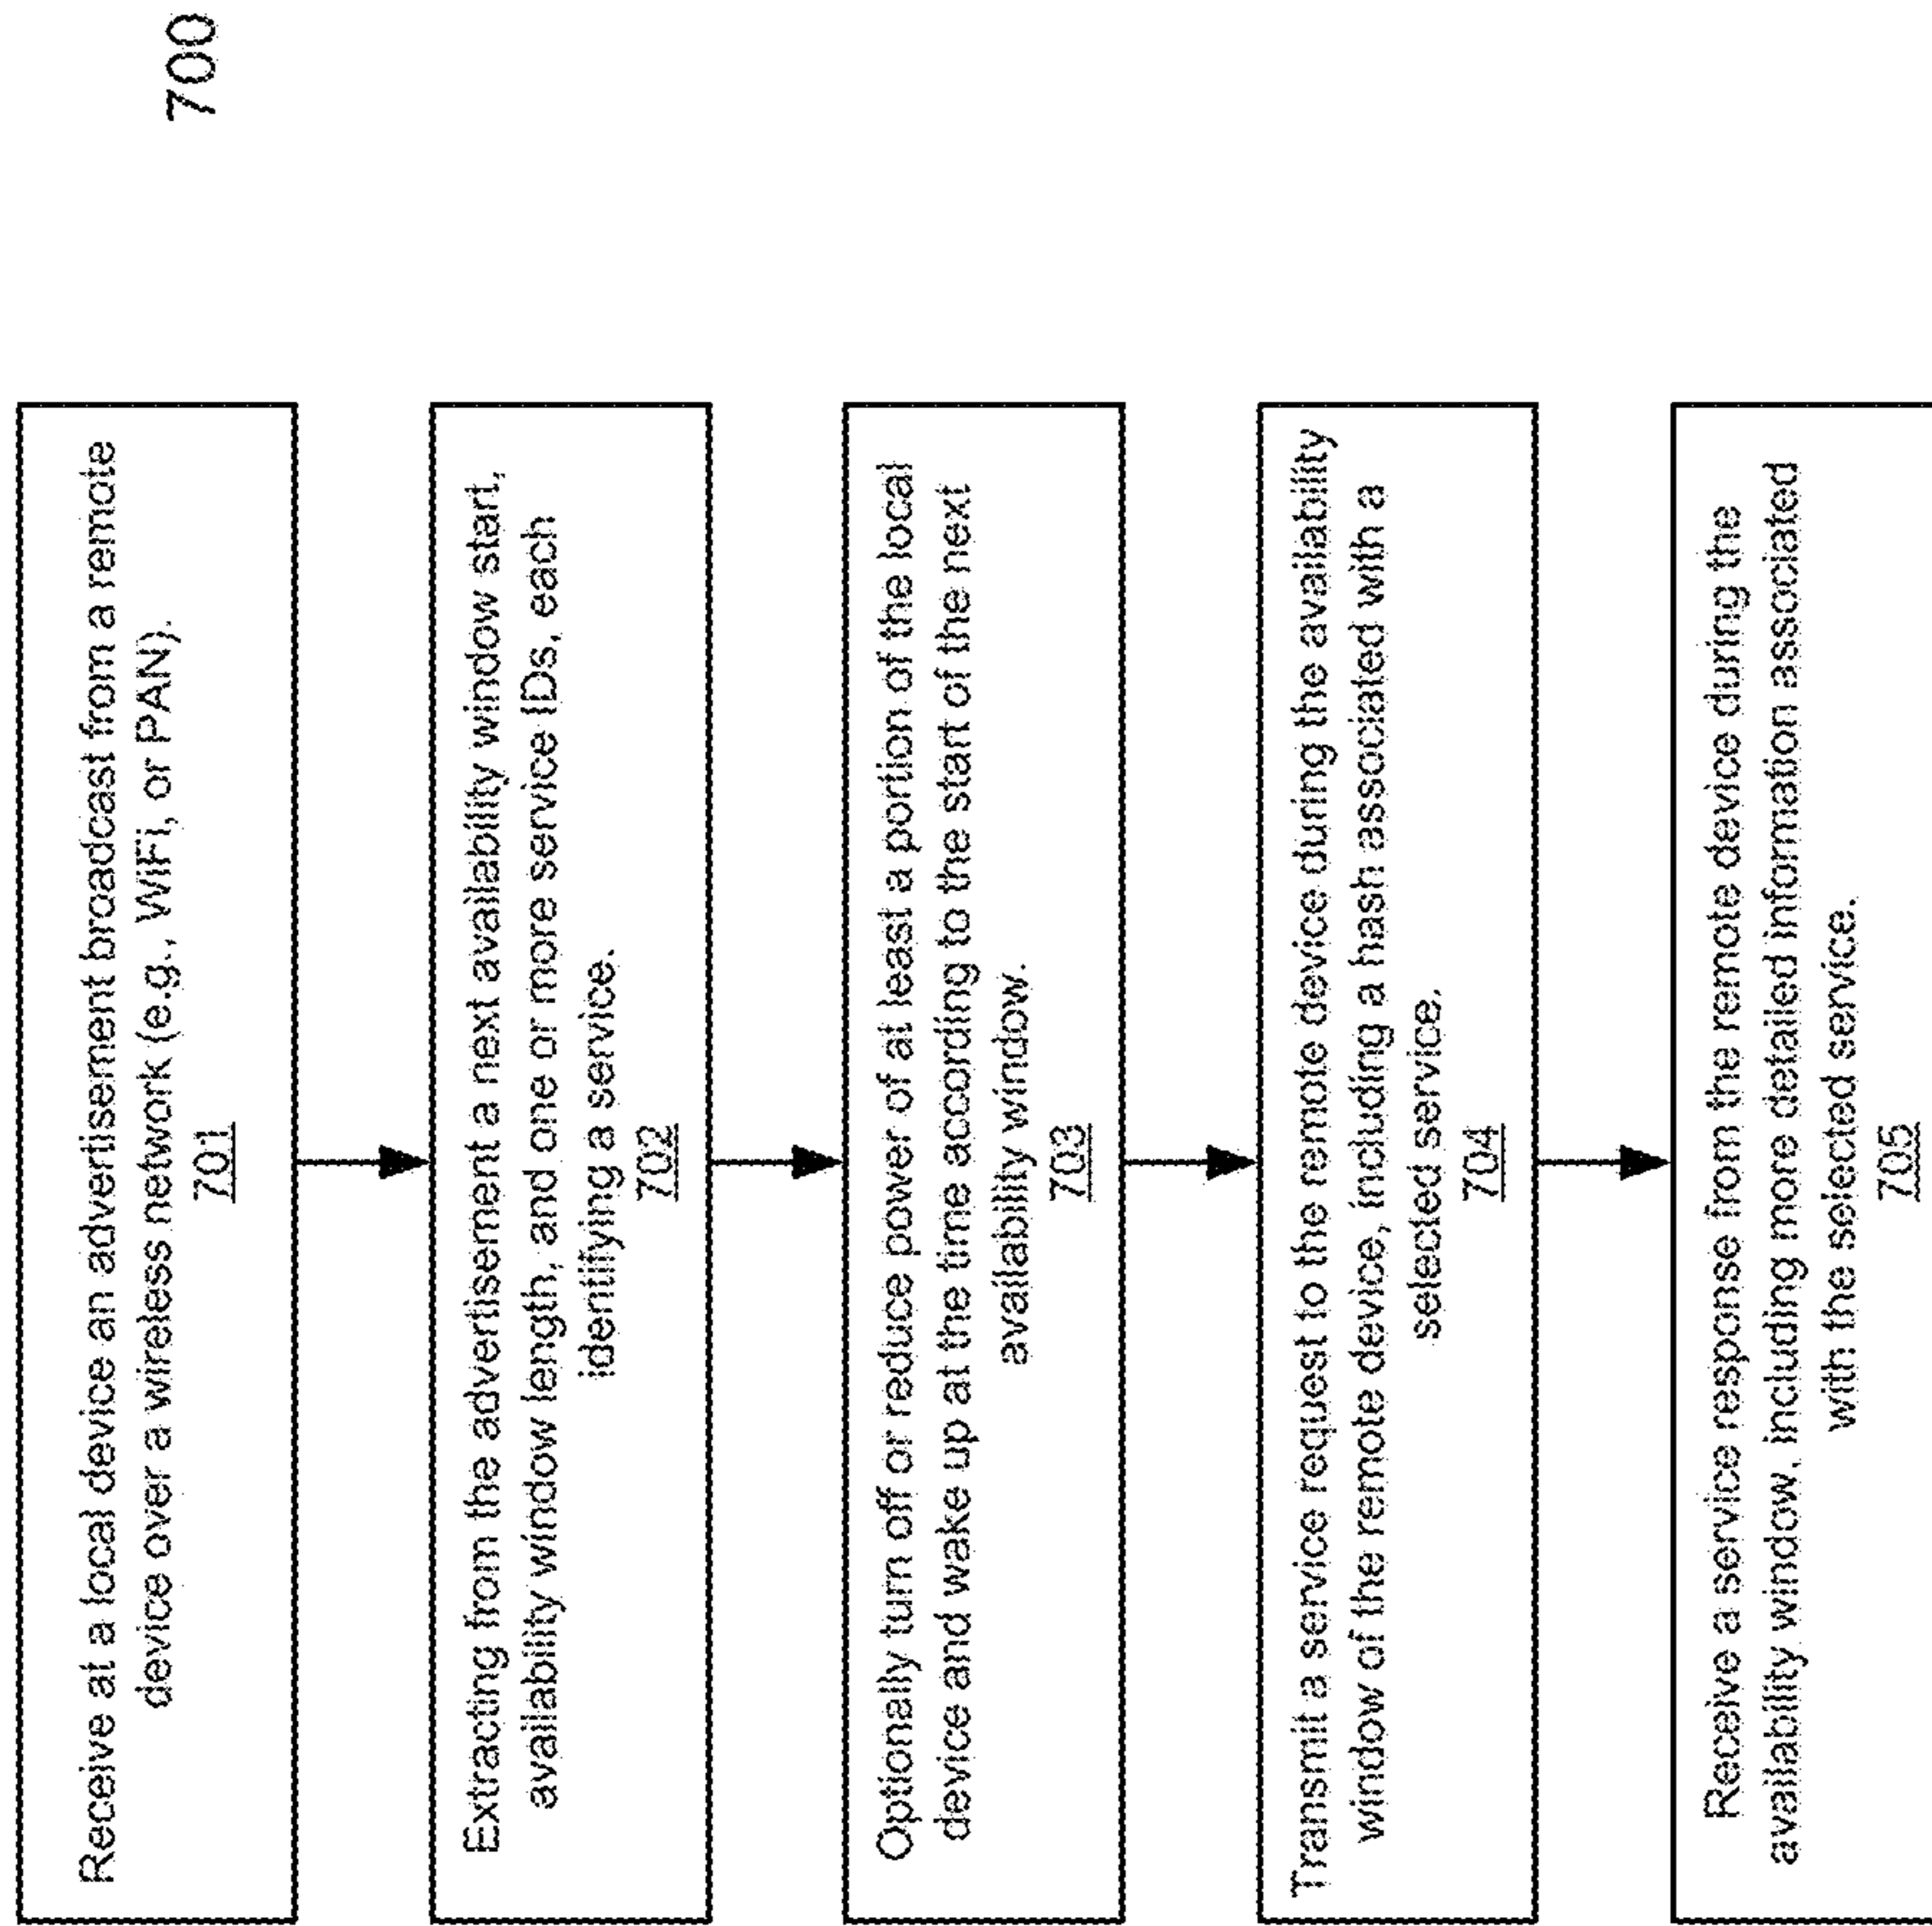 700
Receive at a local device an advertisement broadcast from a remote
device over a wireless network (e.g., WiFi, or PAN).
701
Extracting from the advertisement a next availability window start,
availability window length, and one or more service IDs, each
identifying a service.
702
Optionally turn off or reduce power of at least a portion of the local
device and wake up at the time according to the start of the next
availability window.
703
Transmit a service request to the remote device during the availability
window of the remote device, including a hash associated with a
selected service.
704
Receive a service response from the remote device during the
availability window, including more detailed information associated
with the selected service.
705